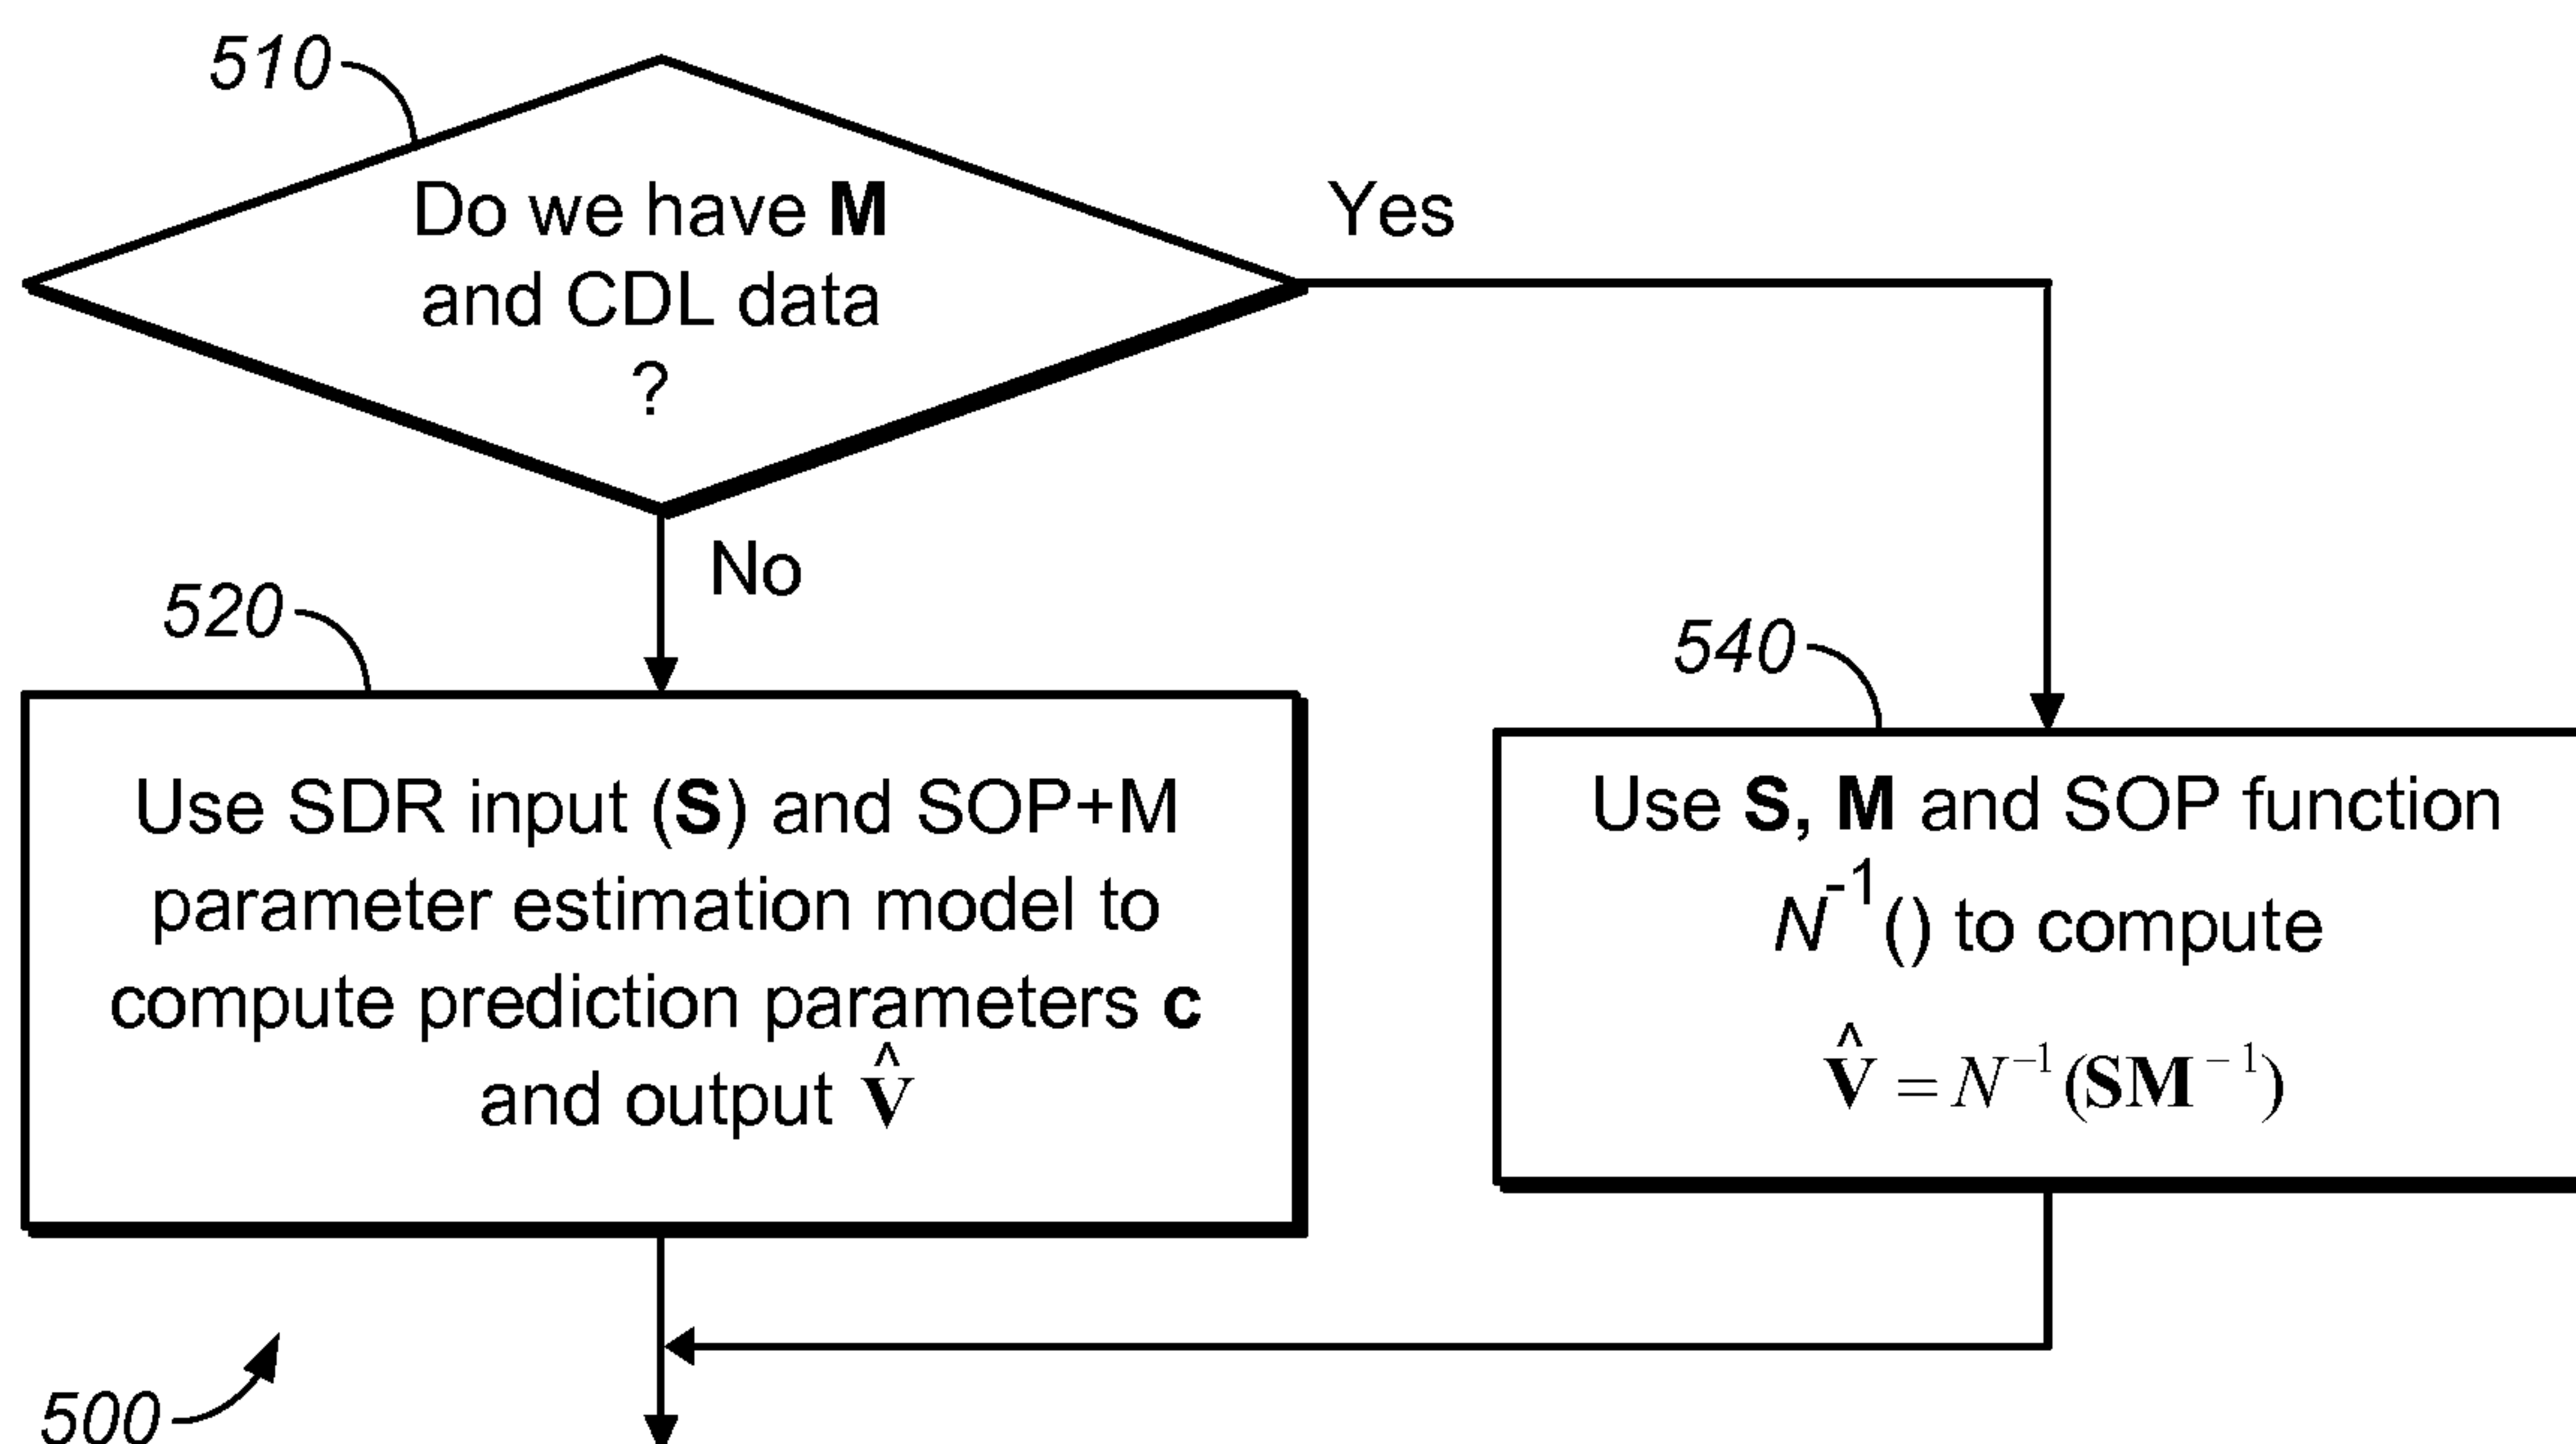 510
Do we have M
and CDL data
?
Yes
No
520
Use SDR input (S) and SOP+M
parameter estimation model to
compute prediction parameters c
and output V̂
540
Use S, M and SOP function
N⁻¹() to compute
V̂ = N⁻¹(SM⁻¹)
500